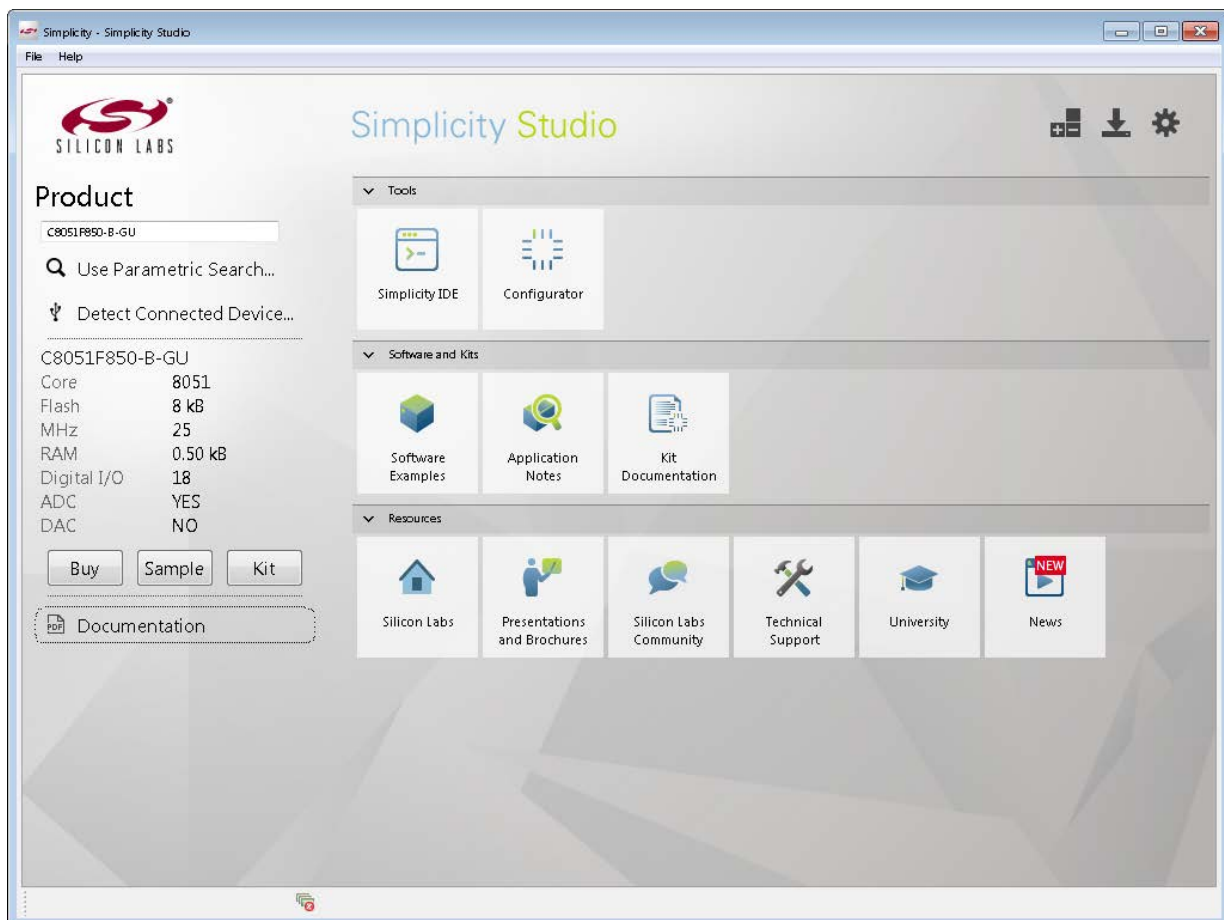 Simplicity - Simplicity Studio
File Help
SILICON LABS
Simplicity Studio
Product
C8051F850-B-GU
Use Parametric Search...
Detect Connected Device...
C8051F850-B-GU
Core 8051
Flash 8 kB
MHz 25
RAM 0.50 kB
Digital I/O 18
ADC YES
DAC NO
Buy Sample Kit
PDF Documentation
Tools
Simplicity IDE
Configurator
Software and Kits
Software
Examples
Application
Notes
Kit
Documentation
Resources
Silicon Labs
Presentations
and Brochures
Silicon Labs
Community
Technical
Support
University
NEW
News